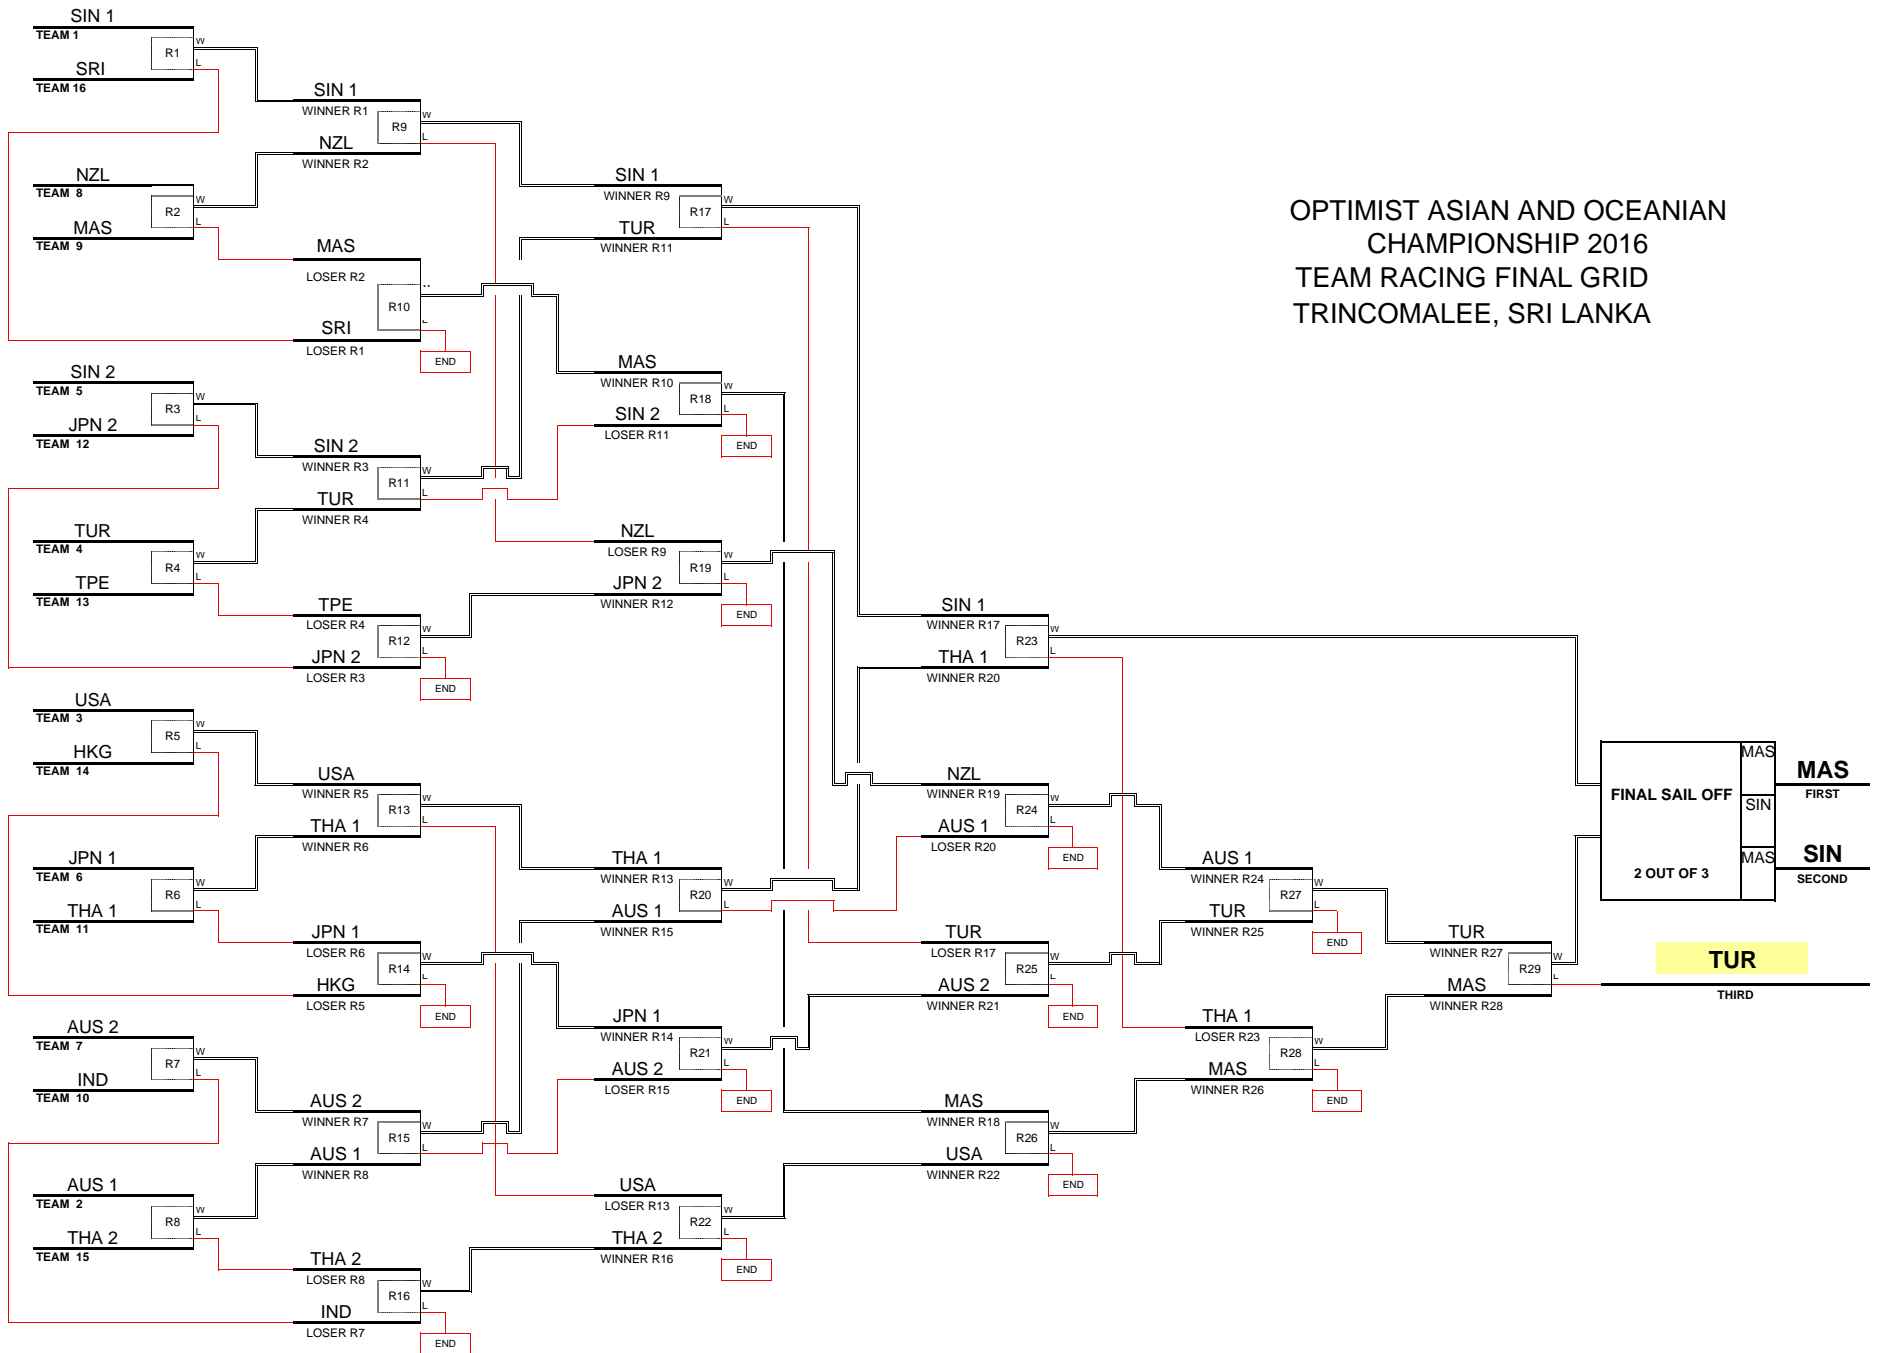 OPTIMIST ASIAN AND OCEANIAN
CHAMPIONSHIP 2016
TEAM RACING FINAL GRID
TRINCOMALEE, SRI LANKA
SIN 1
TEAM 1
R1
W
L
SRI
TEAM 16
NZL
TEAM 8
R2
W
L
MAS
TEAM 9
SIN 2
TEAM 5
R3
W
L
JPN 2
TEAM 12
TUR
TEAM 4
R4
W
L
TPE
TEAM 13
USA
TEAM 3
R5
W
L
HKG
TEAM 14
JPN 1
TEAM 6
R6
W
L
THA 1
TEAM 11
AUS 2
TEAM 7
R7
W
L
IND
TEAM 10
AUS 1
TEAM 2
R8
W
L
THA 2
TEAM 15
SIN 1
WINNER R1
R9
W
L
NZL
WINNER R2
MAS
LOSER R2
R10
L
SRI
LOSER R1
END
SIN 2
WINNER R3
R11
W
L
TUR
WINNER R4
TPE
LOSER R4
R12
W
L
JPN 2
LOSER R3
END
USA
WINNER R5
R13
W
L
THA 1
WINNER R6
JPN 1
LOSER R6
R14
W
L
HKG
LOSER R5
END
AUS 2
WINNER R7
R15
W
L
AUS 1
WINNER R8
THA 2
LOSER R8
R16
W
L
IND
LOSER R7
END
SIN 1
WINNER R9
R17
W
L
TUR
WINNER R11
MAS
WINNER R10
R18
W
L
SIN 2
LOSER R11
END
NZL
LOSER R9
R19
W
L
JPN 2
WINNER R12
END
THA 1
WINNER R13
R20
W
L
AUS 1
WINNER R15
JPN 1
WINNER R14
R21
W
L
AUS 2
LOSER R15
END
USA
LOSER R13
R22
W
L
THA 2
WINNER R16
END
SIN 1
WINNER R17
R23
W
L
THA 1
WINNER R20
NZL
WINNER R19
R24
W
L
AUS 1
LOSER R20
END
TUR
LOSER R17
R25
W
L
AUS 2
WINNER R21
END
MAS
WINNER R18
R26
W
L
USA
WINNER R22
END
AUS 1
WINNER R24
R27
W
L
TUR
WINNER R25
END
THA 1
LOSER R23
R28
W
L
MAS
WINNER R26
END
TUR
WINNER R27
R29
W
L
MAS
WINNER R28
FINAL SAIL OFF
2 OUT OF 3
MAS
SIN
MAS
MAS
FIRST
SIN
SECOND
TUR
THIRD